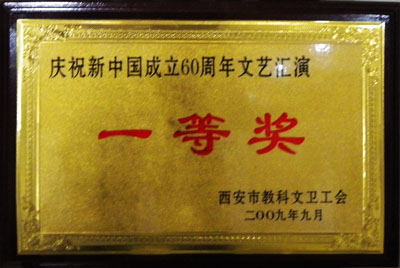 庆祝新中国成立60周年文艺汇演
一等奖
西安市教科文卫工会
二〇〇九年九月